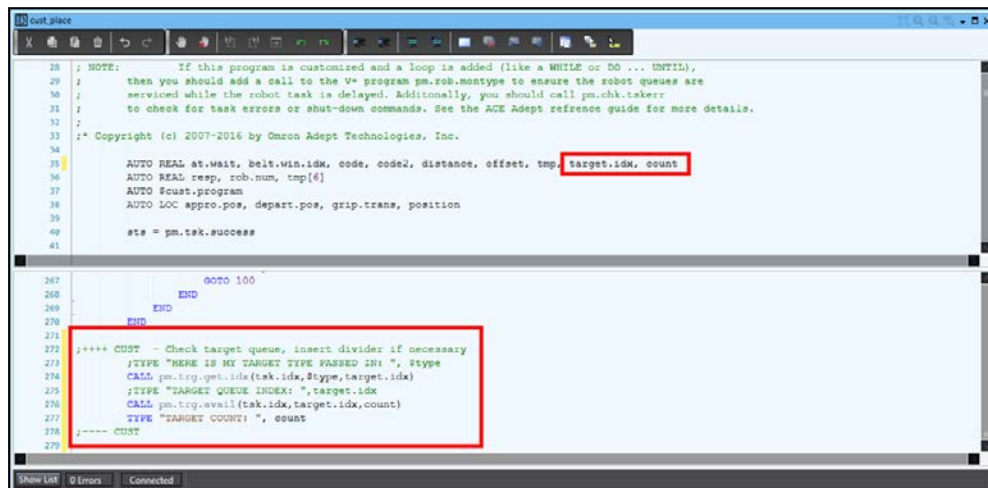 cust_place
28 ; NOTE: If this program is customized and a loop is added (like a WHILE or DO ... UNTIL),
29 ; then you should add a call to the V+ program pm.rob.montype to ensure the robot queues are
30 ; serviced while the robot task is delayed. Additonally, you should call pm.chk.tskerr
31 ; to check for task errors or shut-down commands. See the ACE Adept refrence guide for more details.
32 ;
33 ;* Copyright (c) 2007-2016 by Omron Adept Technologies, Inc.
34
35 AUTO REAL at.wait, belt.win.idx, code, code2, distance, offset, tmp, target.idx, count
36 AUTO REAL resp, rob.num, tmp[6]
37 AUTO $cust.program
38 AUTO LOC appro.pos, depart.pos, grip.trans, position
39
40 sts = pm.tsk.success
41
267 GOTO 100
268 END
269 END
270 END
271
272 ;++++ CUST - Check target queue, insert divider if necessary
273 ;TYPE "HERE IS MY TARGET TYPE PASSED IN: ", $type
274 CALL pm.trg.get.idx(tsk.idx,$type,target.idx)
275 ;TYPE "TARGET QUEUE INDEX: ",target.idx
276 CALL pm.trg.avail(tsk.idx,target.idx,count)
277 TYPE "TARGET COUNT: ", count
278 ;---- CUST
279
Show List 0 Errors Connected